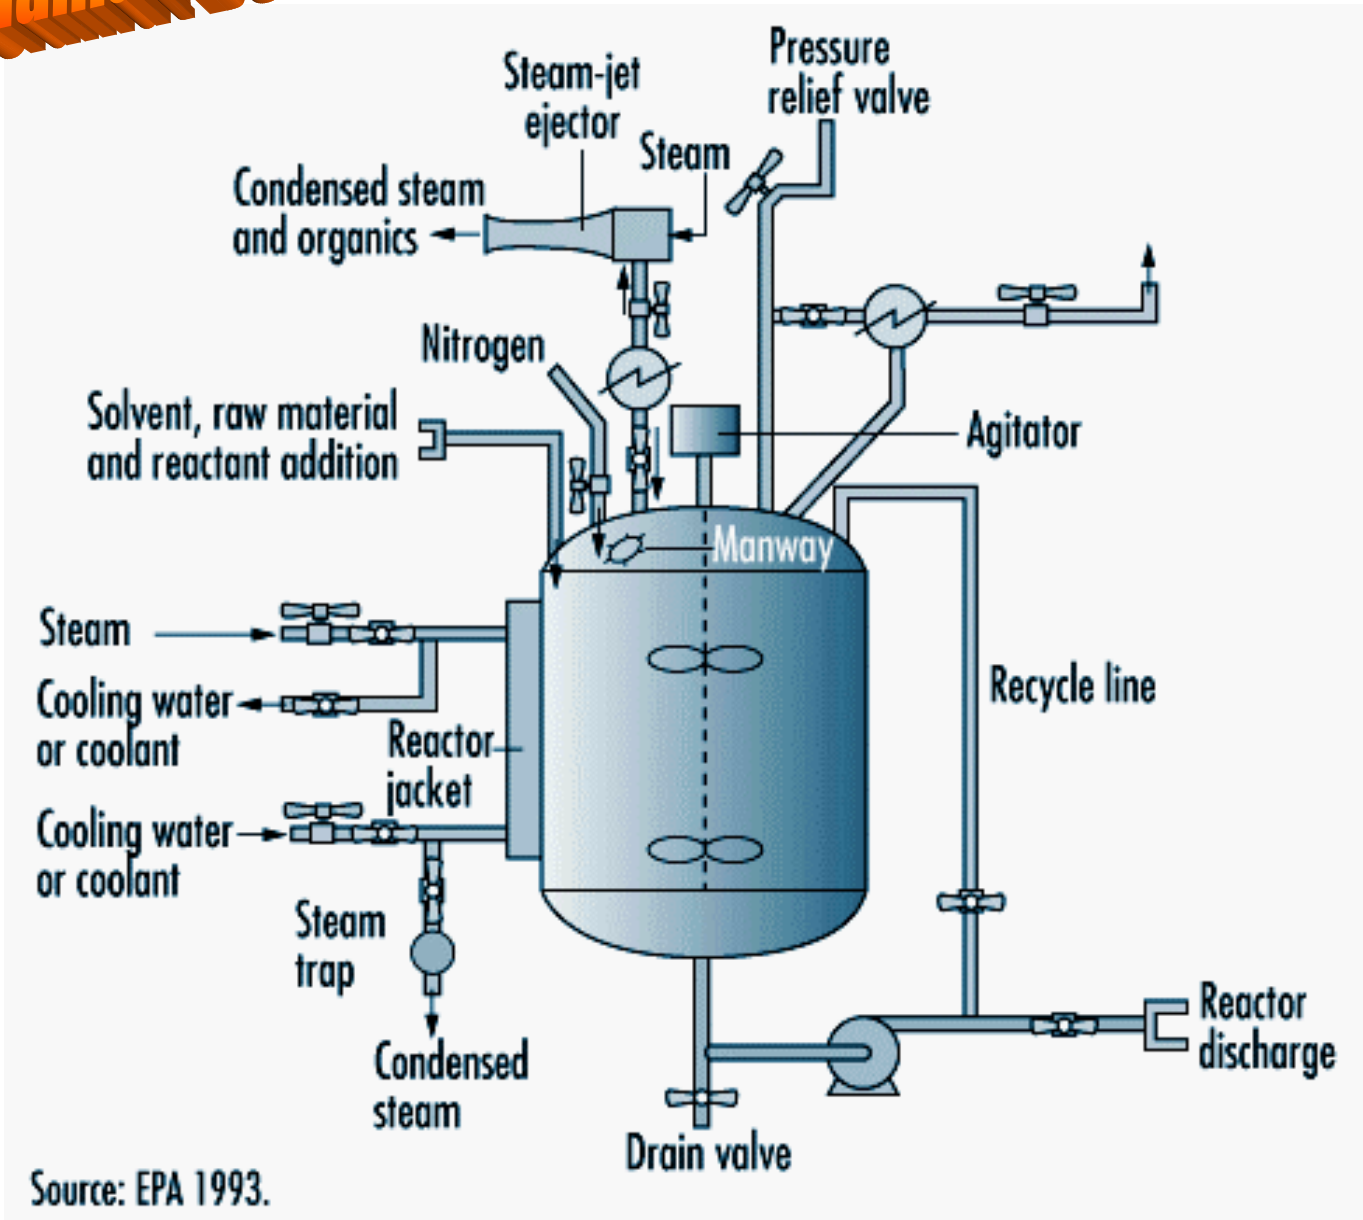 Steam-jet
ejector
Pressure
relief valve
Steam
Condensed steam
and organics
Nitrogen
Solvent, raw material
and reactant addition
Agitator
Manway
Steam
Cooling water
or coolant
Reactor
jacket
Recycle line
Cooling water
or coolant
Steam
trap
Condensed
steam
Reactor
discharge
Drain valve
Source: EPA 1993.